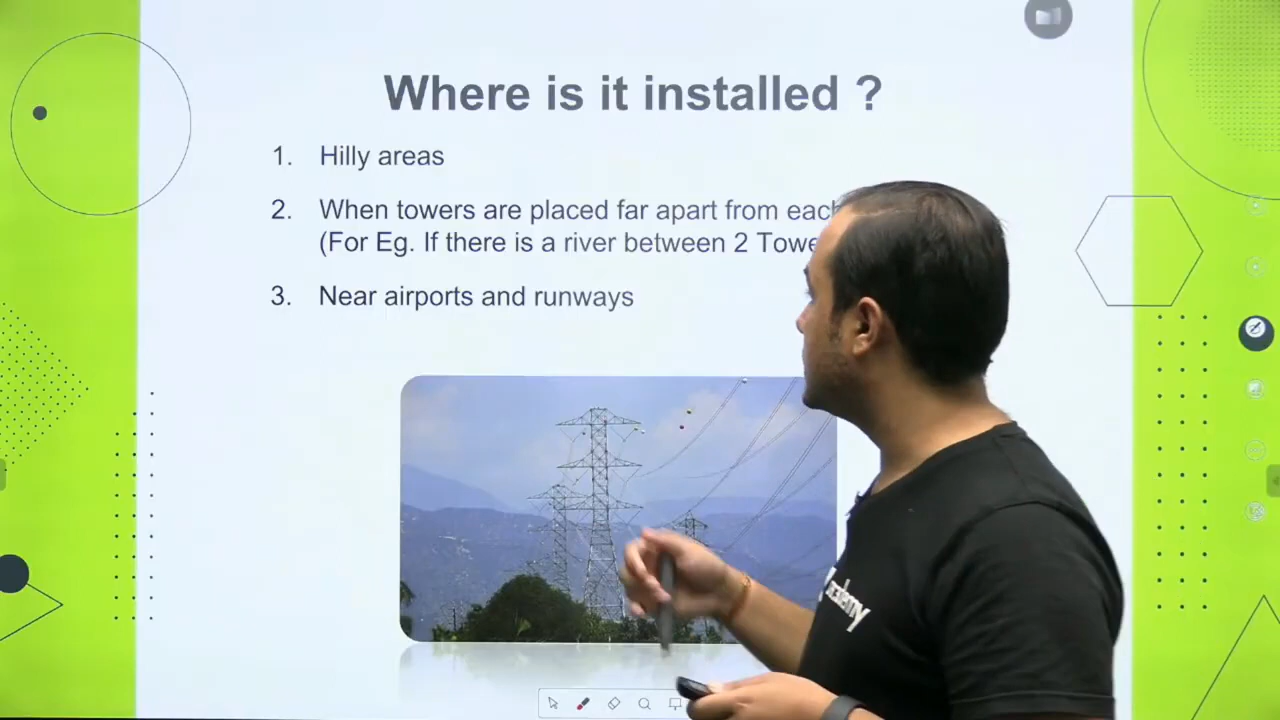 Where is it installed ?
1. Hilly areas
2. When towers are placed far apart from each
(For Eg. If there is a river between 2
3. Near airports and runways